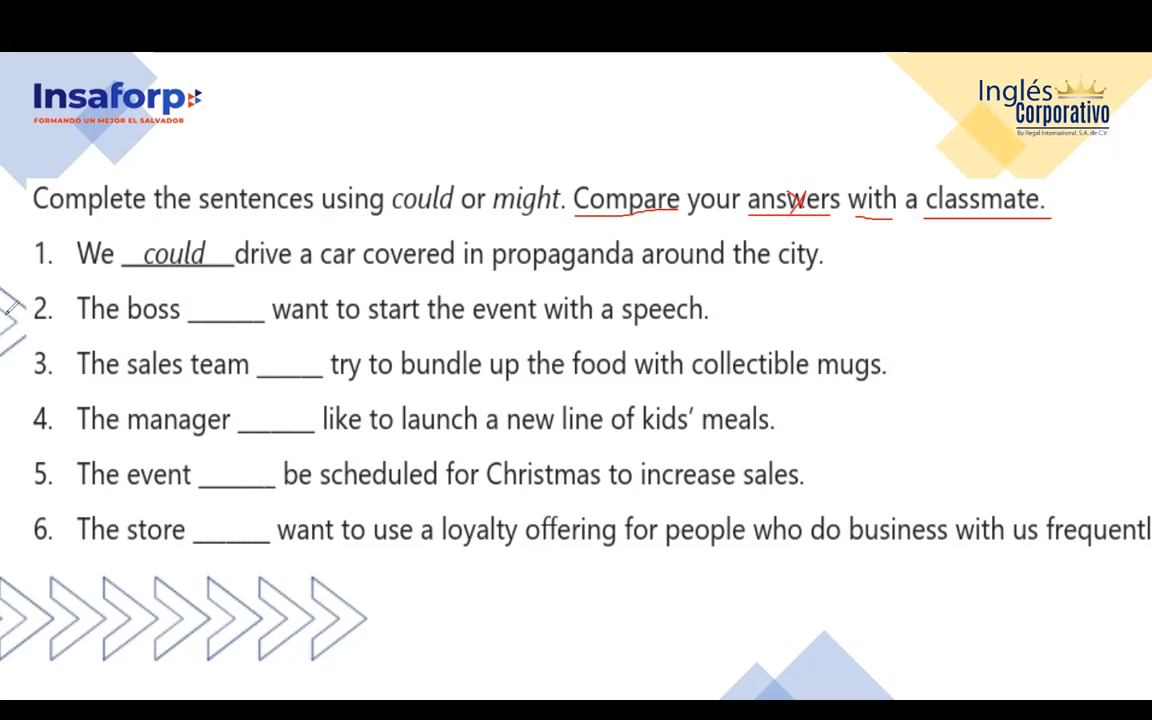 Insaforp
FORMANDO UN MEJOR EL SALVADOR
Inglés
Corporativo
By Regal International, S.A. de C.V.
Complete the sentences using could or might. Compare your answers with a classmate.
1. We __could__drive a car covered in propaganda around the city.
2. The boss ______ want to start the event with a speech.
3. The sales team _____ try to bundle up the food with collectible mugs.
4. The manager ______ like to launch a new line of kids’ meals.
5. The event ______ be scheduled for Christmas to increase sales.
6. The store ______ want to use a loyalty offering for people who do business with us frequentl